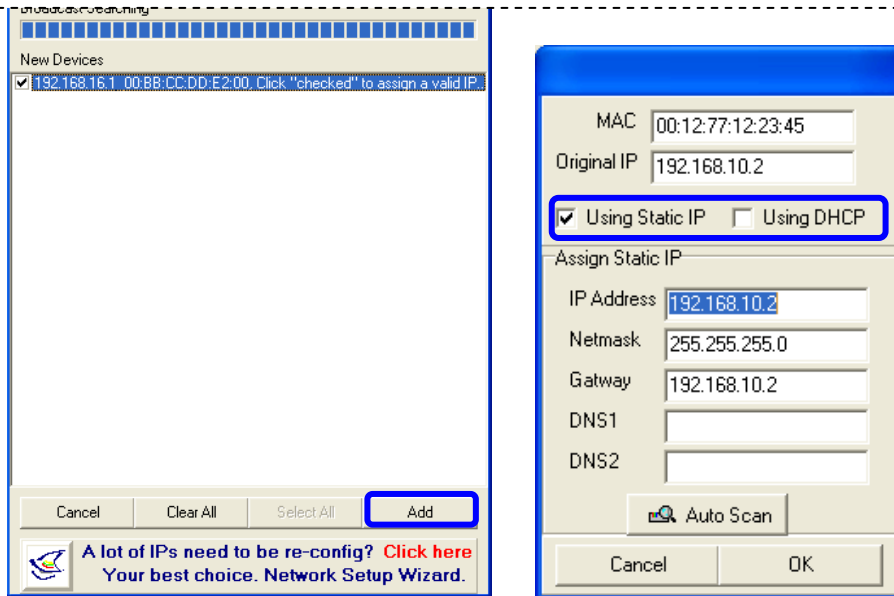 Broadcast Searching
New Devices
192.168.16.1 00:BB:CC:DD:E2:00, Click "checked" to assign a valid IP.
Cancel
Clear All
Select All
Add
A lot of IPs need to be re-config? Click here
Your best choice. Network Setup Wizard.
MAC 00:12:77:12:23:45
Original IP 192.168.10.2
Using Static IP Using DHCP
Assign Static IP
IP Address 192.168.10.2
Netmask 255.255.255.0
Gatway 192.168.10.2
DNS1
DNS2
Auto Scan
Cancel
OK